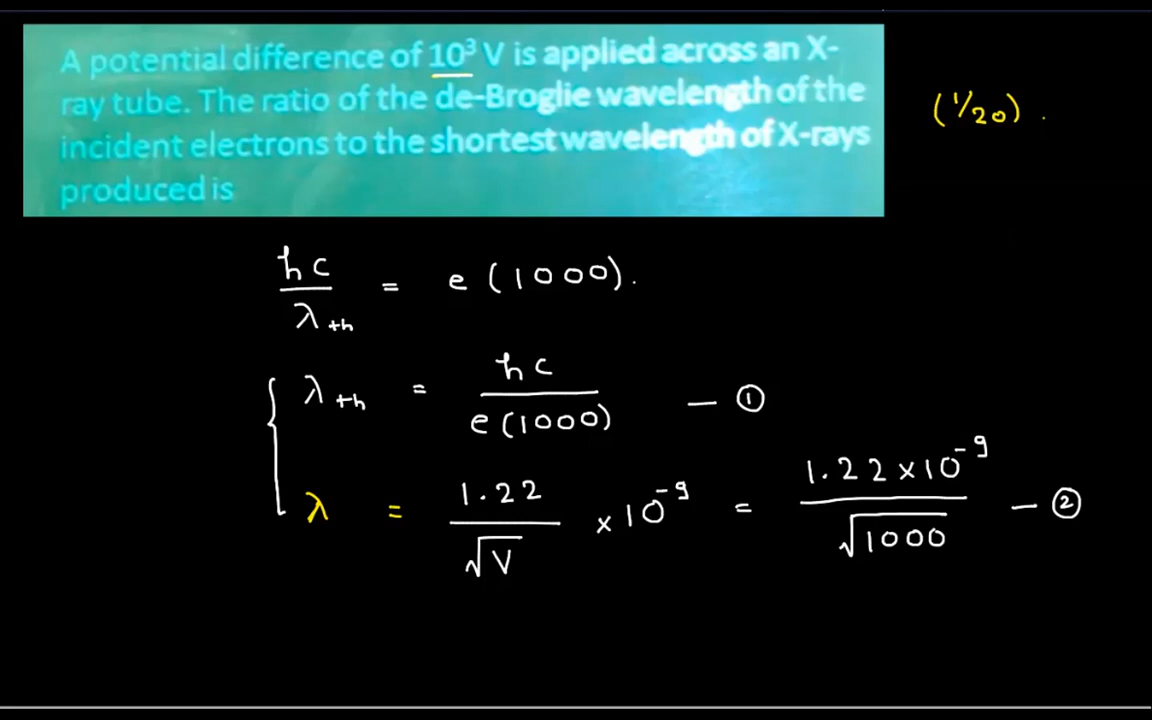 A potential difference of 10³ V is applied across an X-
ray tube. The ratio of the de-Broglie wavelength of the
incident electrons to the shortest wavelength of X-rays
produced is
(1/20) .
hc/λth = e (1000).
λth = hc/e(1000) — ①
λ = 1.22/√V × 10⁻⁹ = 1.22×10⁻⁹/√1000 — ②